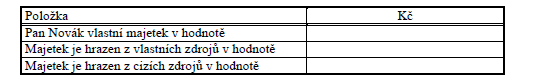 Položka Kč
Pan Novák vlastní majetek v hodnotě
Majetek je hrazen z vlastních zdrojů v hodnotě
Majetek je hrazen z cizích zdrojů v hodnotě